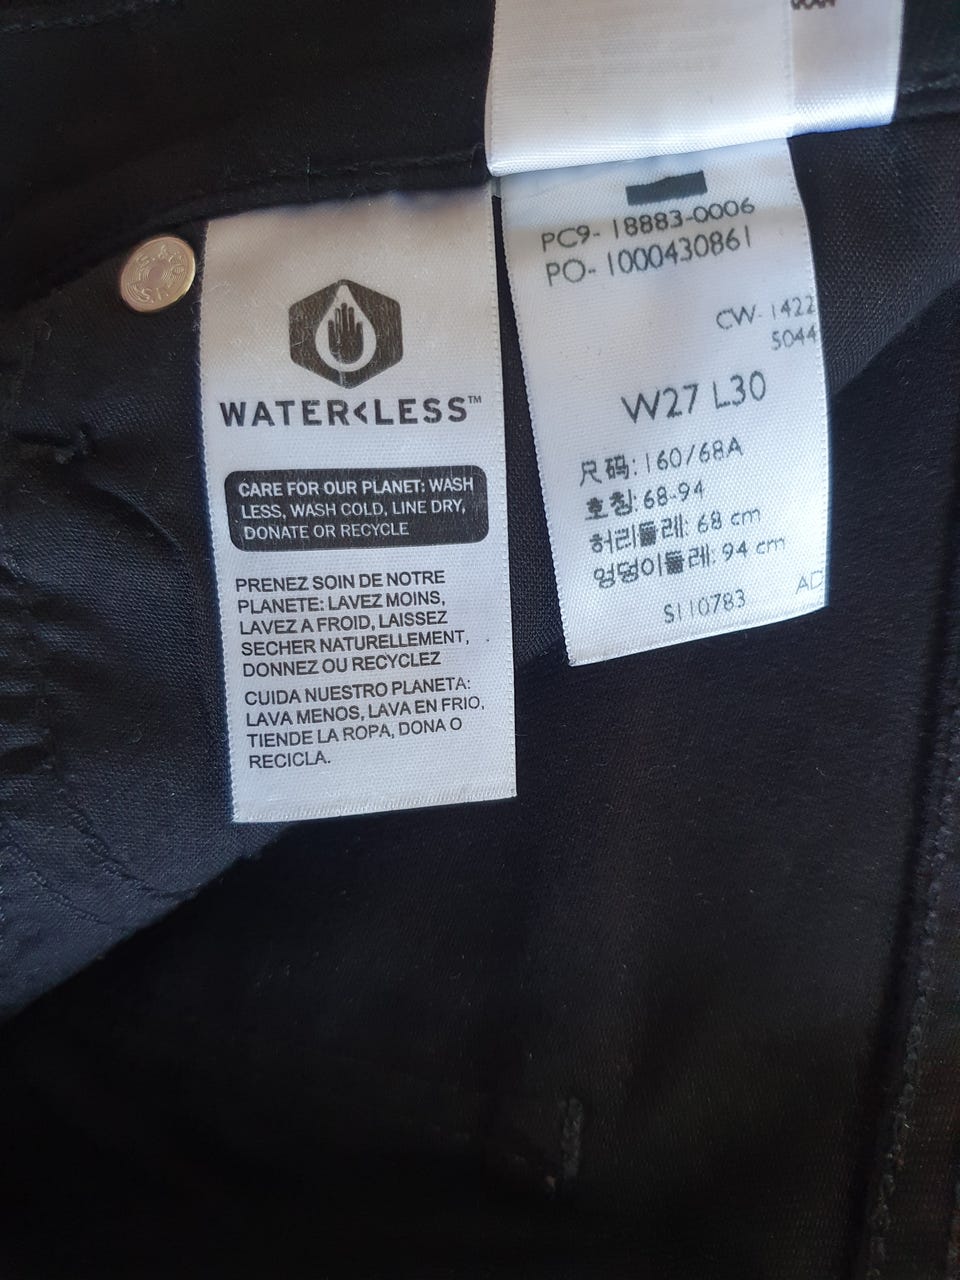 WATER<LESS™
CARE FOR OUR PLANET: WASH
LESS, WASH COLD, LINE DRY,
DONATE OR RECYCLE
PRENEZ SOIN DE NOTRE
PLANETE: LAVEZ MOINS,
LAVEZ A FROID, LAISSEZ
SECHER NATURELLEMENT,
DONNEZ OU RECYCLEZ
CUIDA NUESTRO PLANETA:
LAVA MENOS, LAVA EN FRIO,
TIENDE LA ROPA, DONA O
RECICLA.
PC9- 18883-0006
PO- 1000430861
CW- 1422
5044
W27 L30
尺码: 160/68A
호칭: 68-94
허리둘레: 68 cm
엉덩이둘레: 94 cm
AD
S110783